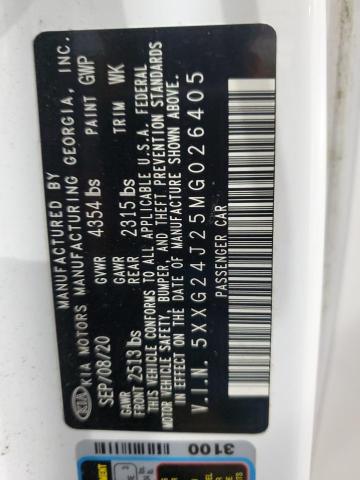 MANUFACTURED BY
KIA KIA MOTORS MANUFACTURING GEORGIA, INC.
SEP/08/20 GVWR 4354 lbs PAINT GWP
GAWR FRONT 2513 lbs GAWR REAR 2315 lbs TRIM WK
THIS VEHICLE CONFORMS TO ALL APPLICABLE U.S.A. FEDERAL
MOTOR VEHICLE SAFETY, BUMPER, AND THEFT PREVENTION STANDARDS
IN EFFECT ON THE DATE OF MANUFACTURE SHOWN ABOVE.
V.I.N. 5XXG24J25MG026405
PASSENGER CAR
3100